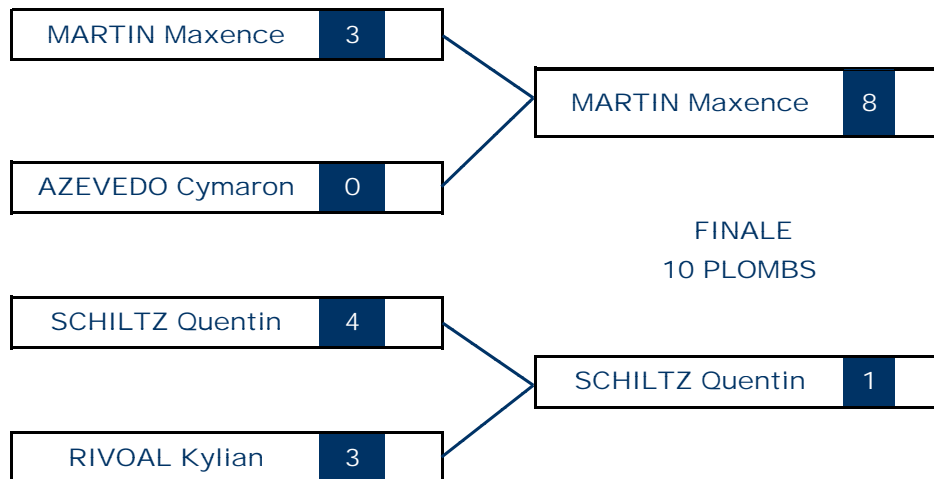 MARTIN Maxence 3
MARTIN Maxence 8
AZEVEDO Cymaron 0
FINALE
10 PLOMBS
SCHILTZ Quentin 4
SCHILTZ Quentin 1
RIVOAL Kylian 3